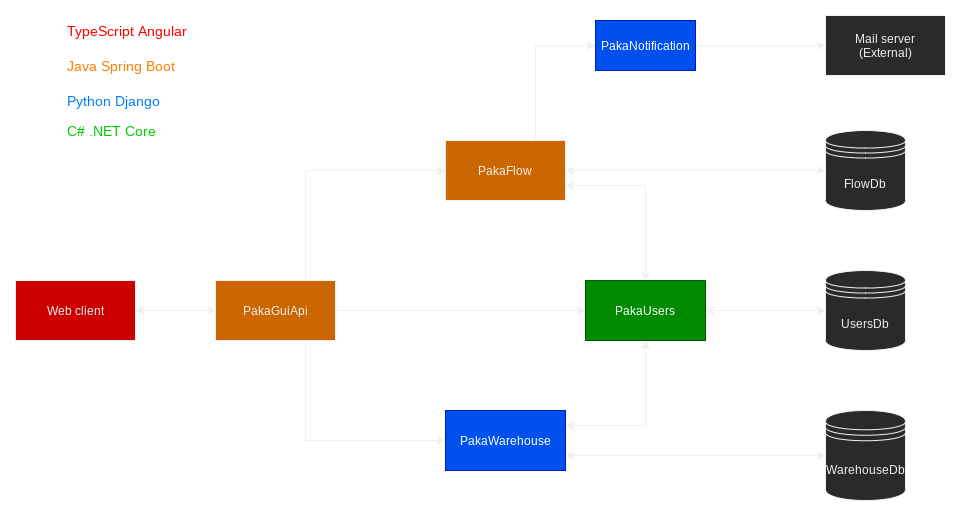 TypeScript Angular
Java Spring Boot
Python Django
C# .NET Core
PakaNotification
Mail server
(External)
PakaFlow
FlowDb
Web client
PakaGuiApi
PakaUsers
UsersDb
PakaWarehouse
WarehouseDb